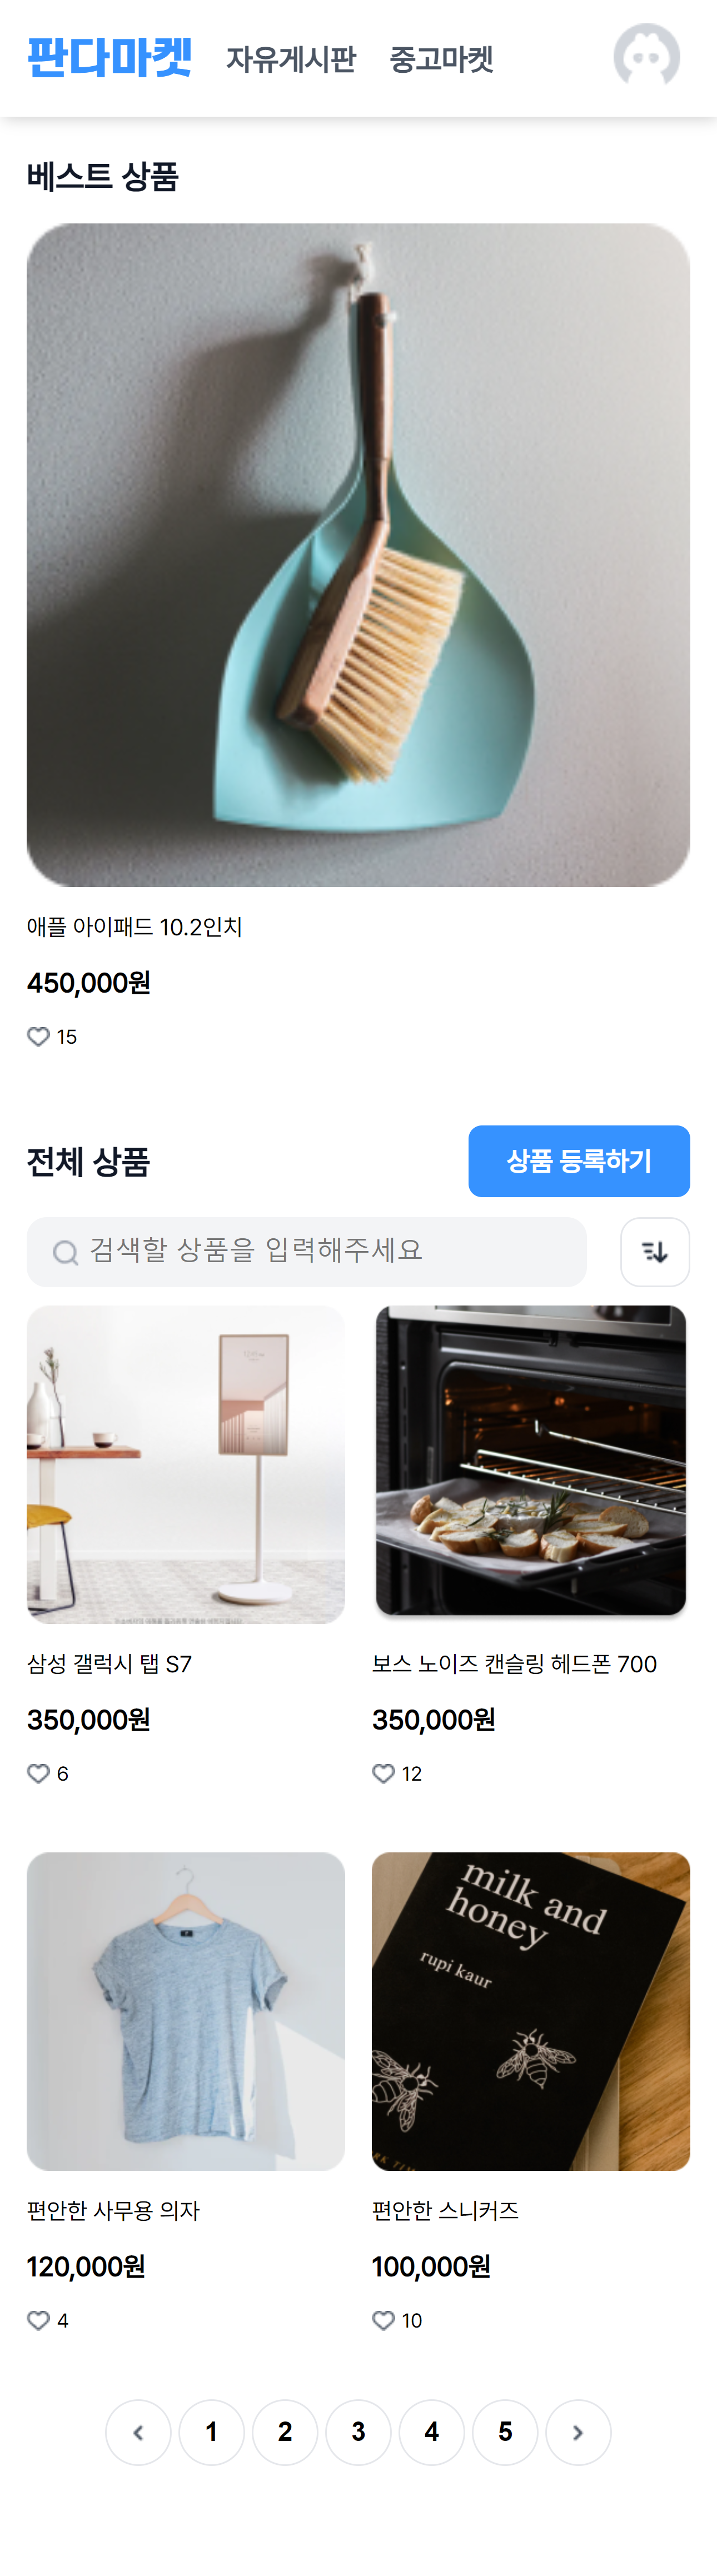 판다마켓 자유게시판 중고마켓
베스트 상품
애플 아이패드 10.2인치
450,000원
15
전체 상품 상품 등록하기
검색할 상품을 입력해주세요
삼성 갤럭시 탭 S7
350,000원
6
보스 노이즈 캔슬링 헤드폰 700
350,000원
12
milk and
honey
rupi kaur
편안한 사무용 의자
120,000원
4
편안한 스니커즈
100,000원
10
1 2 3 4 5